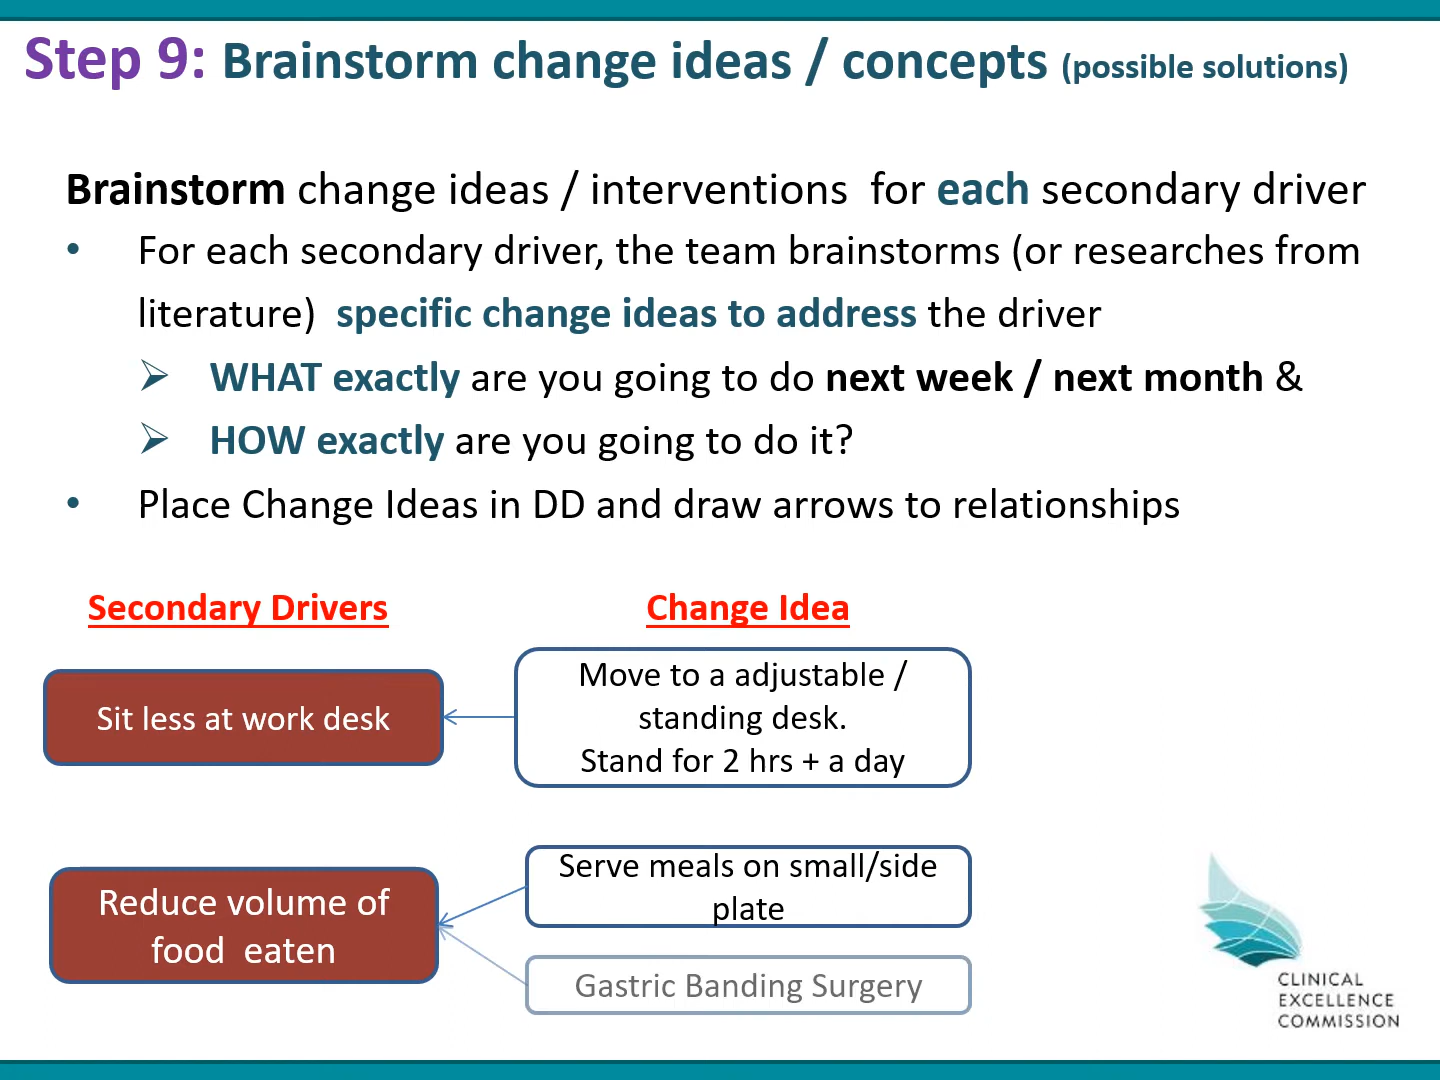 Step 9: Brainstorm change ideas / concepts (possible solutions)
Brainstorm change ideas / interventions for each secondary driver
• For each secondary driver, the team brainstorms (or researches from
literature) specific change ideas to address the driver
➢ WHAT exactly are you going to do next week / next month &
➢ HOW exactly are you going to do it?
• Place Change Ideas in DD and draw arrows to relationships
Secondary Drivers
Change Idea
Sit less at work desk
Move to a adjustable /
standing desk.
Stand for 2 hrs + a day
Reduce volume of
food eaten
Serve meals on small/side
plate
Gastric Banding Surgery
CLINICAL
EXCELLENCE
COMMISSION